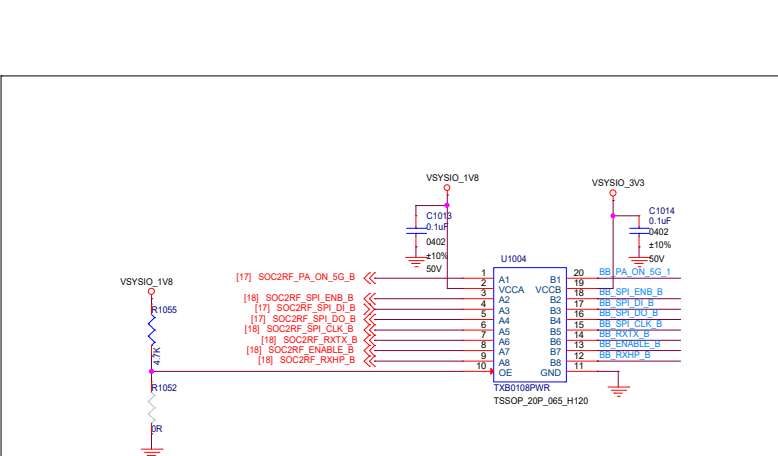 VSYSIO_1V8
VSYSIO_3V3
C1013
0.1uF
0402
±10%
50V
C1014
0.1uF
0402
±10%
50V
U1004
VSYSIO_1V8
R1055
4.7K
R1052
0R
[17] SOC2RF_PA_ON_5G_B
[18] SOC2RF_SPI_ENB_B
[17] SOC2RF_SPI_DI_B
[17] SOC2RF_SPI_DO_B
[18] SOC2RF_SPI_CLK_B
[18] SOC2RF_RXTX_B
[18] SOC2RF_ENABLE_B
[18] SOC2RF_RXHP_B
1 A1 B1 20 BB_PA_ON_5G_1
2 VCCA VCCB 19
3 A2 B2 18 BB_SPI_ENB_B
4 A3 B3 17 BB_SPI_DI_B
5 A4 B4 16 BB_SPI_DO_B
6 A5 B5 15 BB_SPI_CLK_B
7 A6 B6 14 BB_RXTX_B
8 A7 B7 13 BB_ENABLE_B
9 A8 B8 12 BB_RXHP_B
10 OE GND 11
TXB0108PWR
TSSOP_20P_065_H120